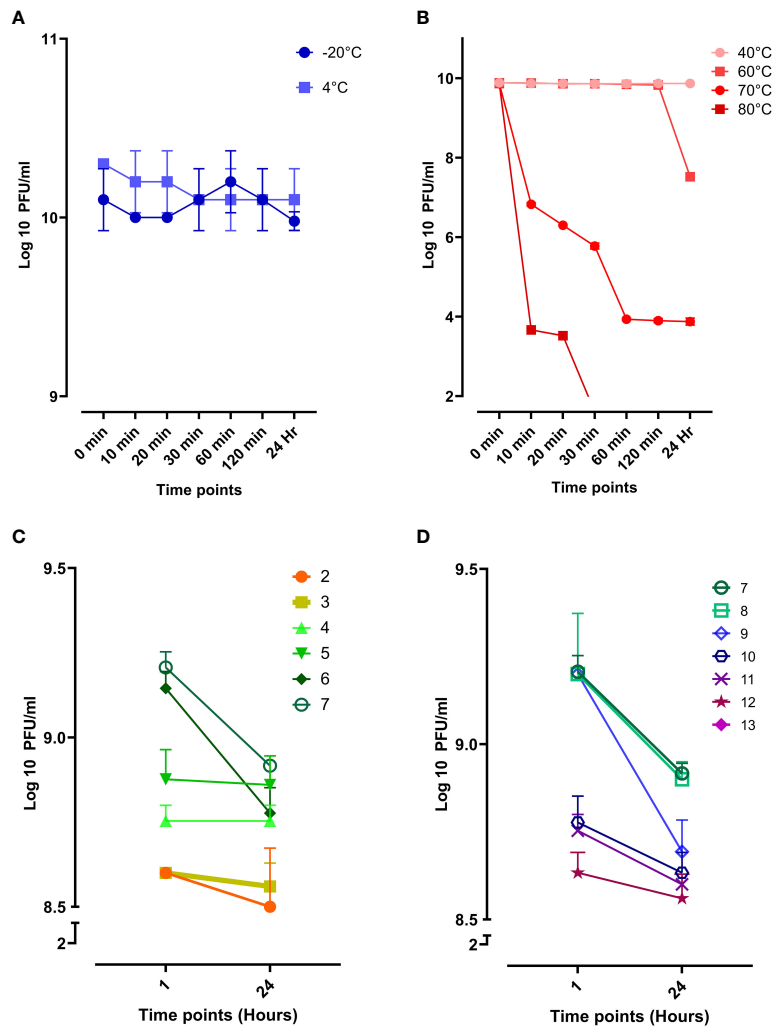 A
11
10
9
Log 10 PFU/ml
-20°C
4°C
0 min
10 min
20 min
30 min
60 min
120 min
24 Hr
Time points
B
10
8
6
4
2
Log 10 PFU/ml
40°C
60°C
70°C
80°C
0 min
10 min
20 min
30 min
60 min
120 min
24 Hr
Time points
C
9.5
9.0
8.5
2
Log 10 PFU/ml
2
3
4
5
6
7
1
24
Time points (Hours)
D
9.5
9.0
8.5
2
Log 10 PFU/ml
7
8
9
10
11
12
13
1
24
Time points (Hours)